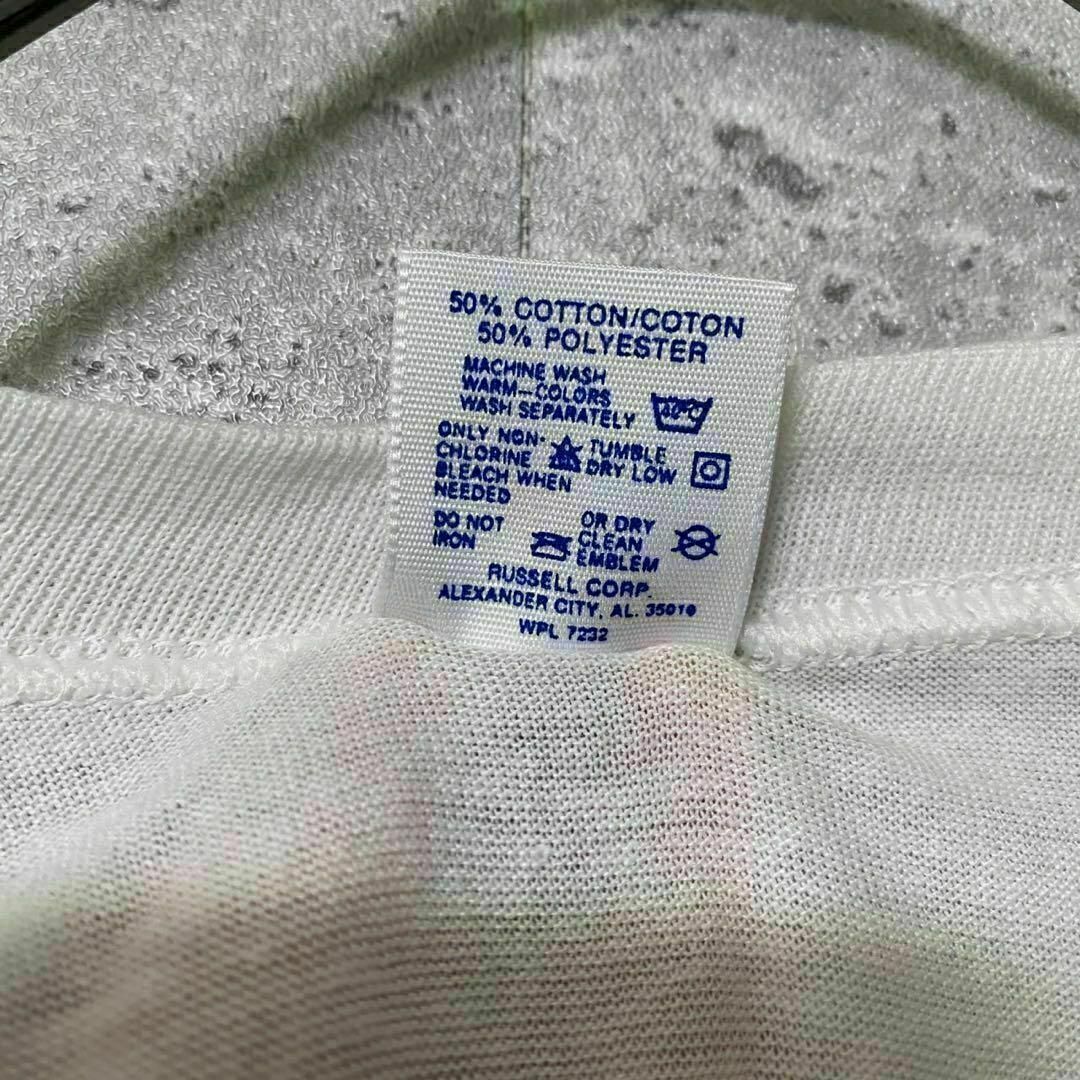 50% COTTON/COTON
50% POLYESTER
MACHINE WASH
WARM—COLORS
WASH SEPARATELY
40°C
ONLY NON-
CHLORINE
BLEACH WHEN
NEEDED
TUMBLE
DRY LOW
DO NOT
IRON
OR DRY
CLEAN
EMBLEM
RUSSELL CORP.
ALEXANDER CITY, AL. 35010
WPL 7232